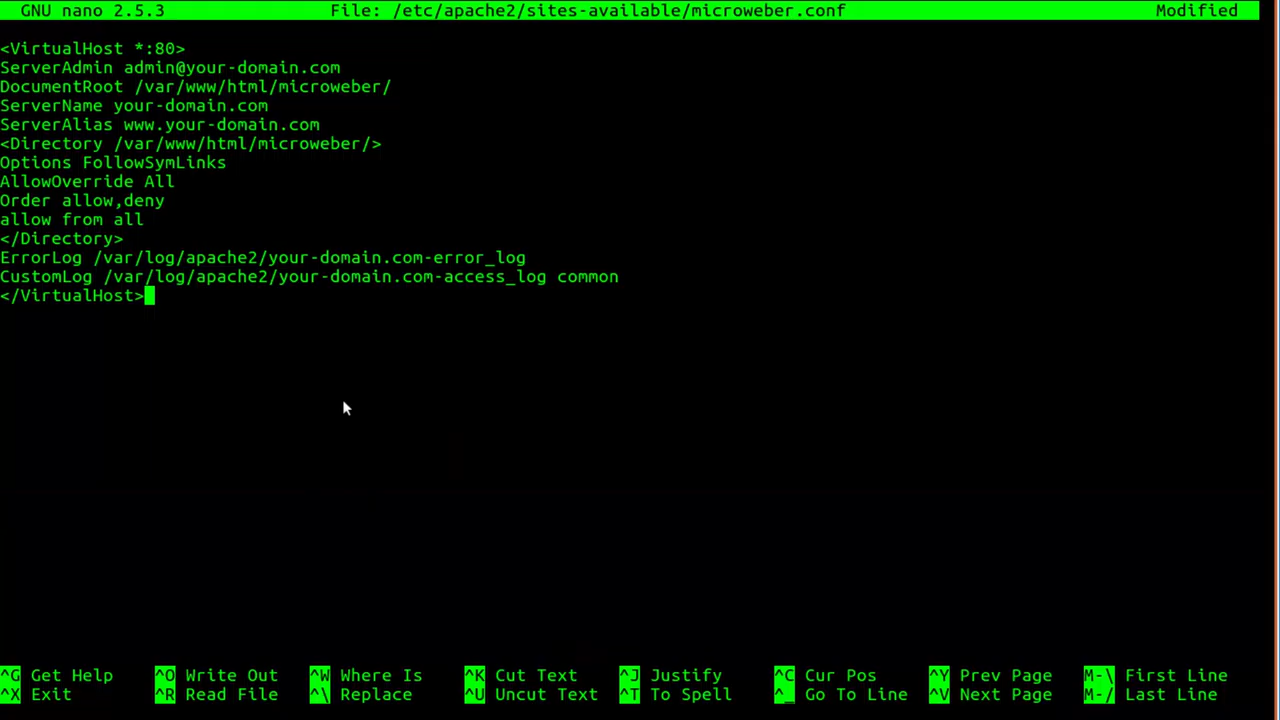 GNU nano 2.5.3 File: /etc/apache2/sites-available/microweber.conf Modified
<VirtualHost *:80>
ServerAdmin admin@your-domain.com
DocumentRoot /var/www/html/microweber/
ServerName your-domain.com
ServerAlias www.your-domain.com
<Directory /var/www/html/microweber/>
Options FollowSymLinks
AllowOverride All
Order allow,deny
allow from all
</Directory>
ErrorLog /var/log/apache2/your-domain.com-error_log
CustomLog /var/log/apache2/your-domain.com-access_log common
</VirtualHost>
^G Get Help ^O Write Out ^W Where Is ^K Cut Text ^J Justify ^C Cur Pos ^Y Prev Page M-\ First Line
^X Exit ^R Read File ^\ Replace ^U Uncut Text ^T To Spell ^_ Go To Line ^V Next Page M-/ Last Line